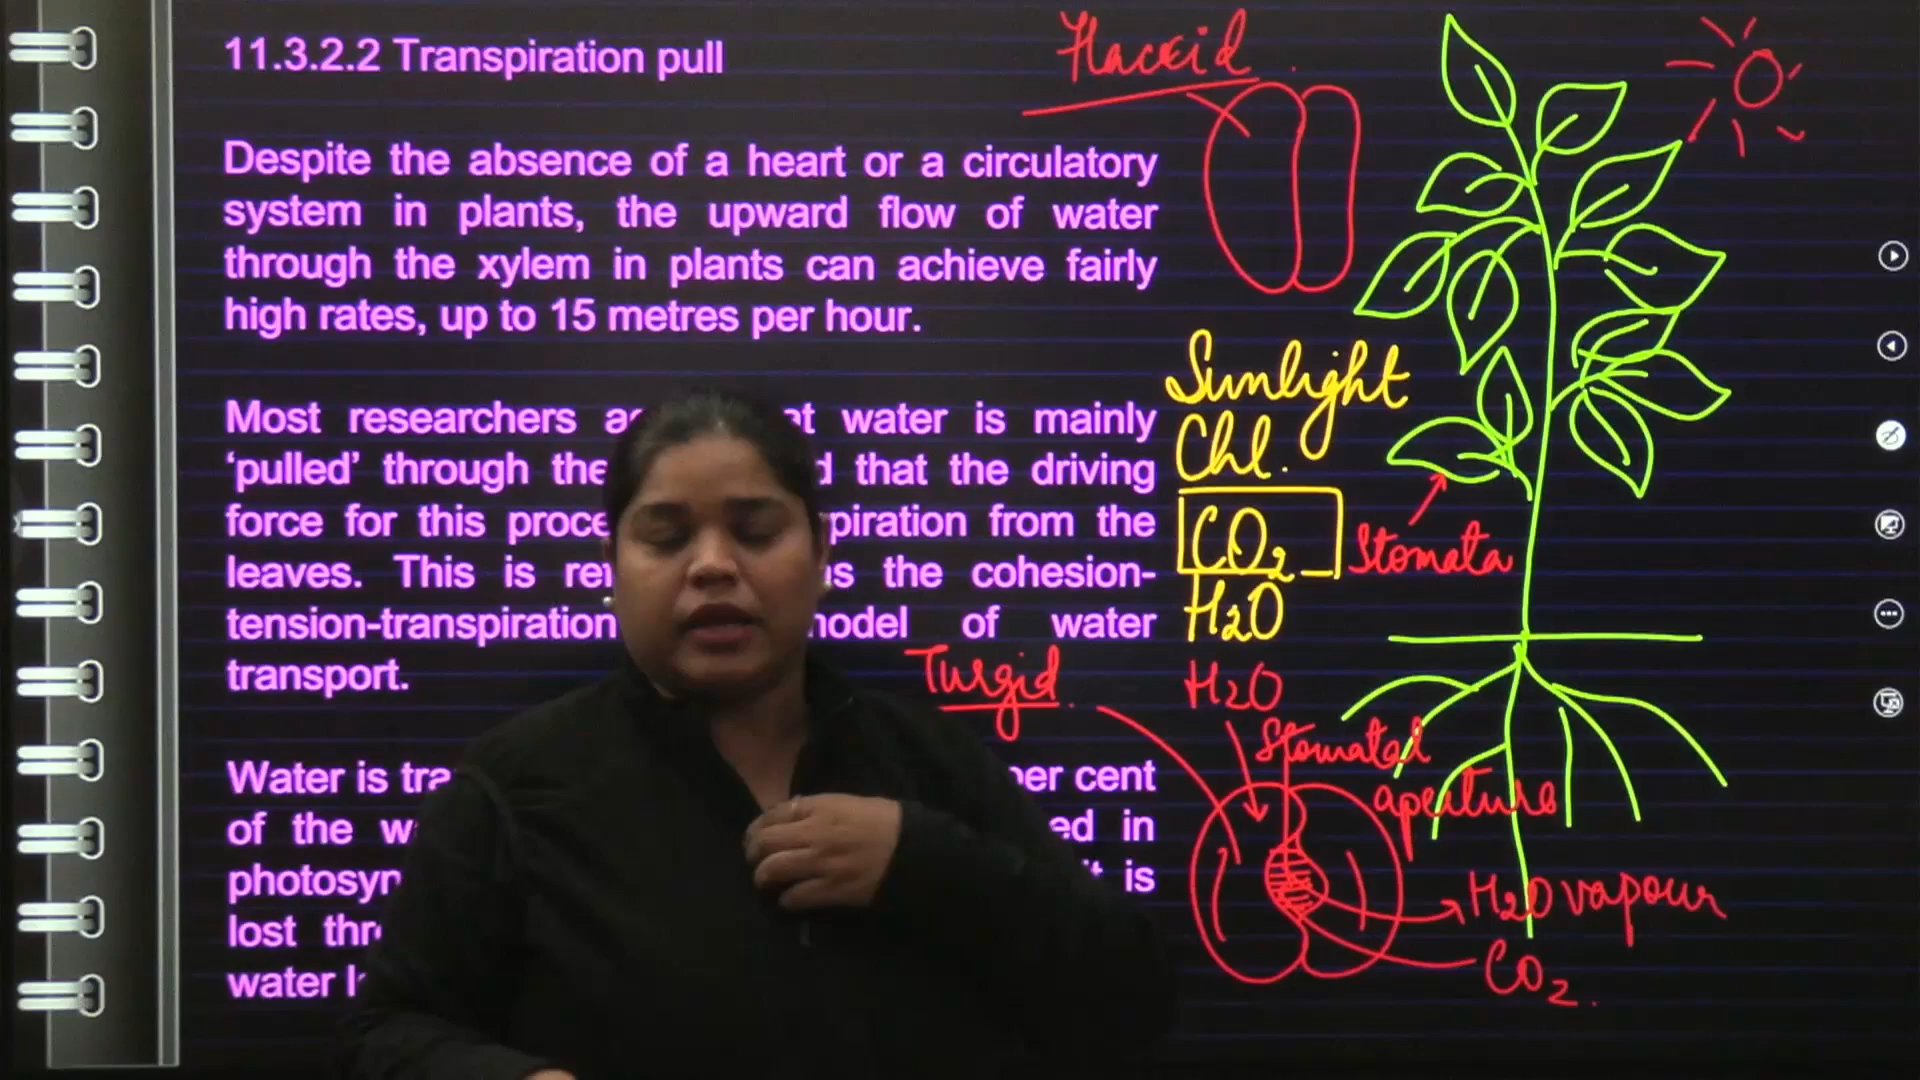 11.3.2.2 Transpiration pull
Despite the absence of a heart or a circulatory
system in plants, the upward flow of water
through the xylem in plants can achieve fairly
high rates, up to 15 metres per hour.
Most researchers water is mainly
‘pulled’ through the that the driving
force for this from the
leaves. This is the cohesion-
tension-transpiration of water
transport.
Water is per cent
of the in
is
lost
water
Flaccid
Sunlight
Chl.
CO2
H2O
Stomata
Turgid
H2O
Stomatal
aperture
H2O vapour
CO2